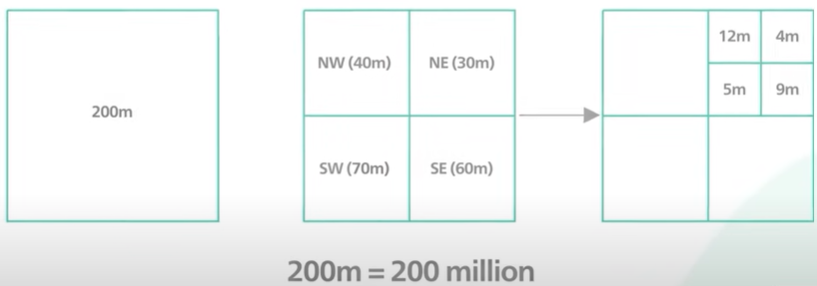 200m
NW (40m)
NE (30m)
SW (70m)
SE (60m)
12m
4m
5m
9m
200m = 200 million